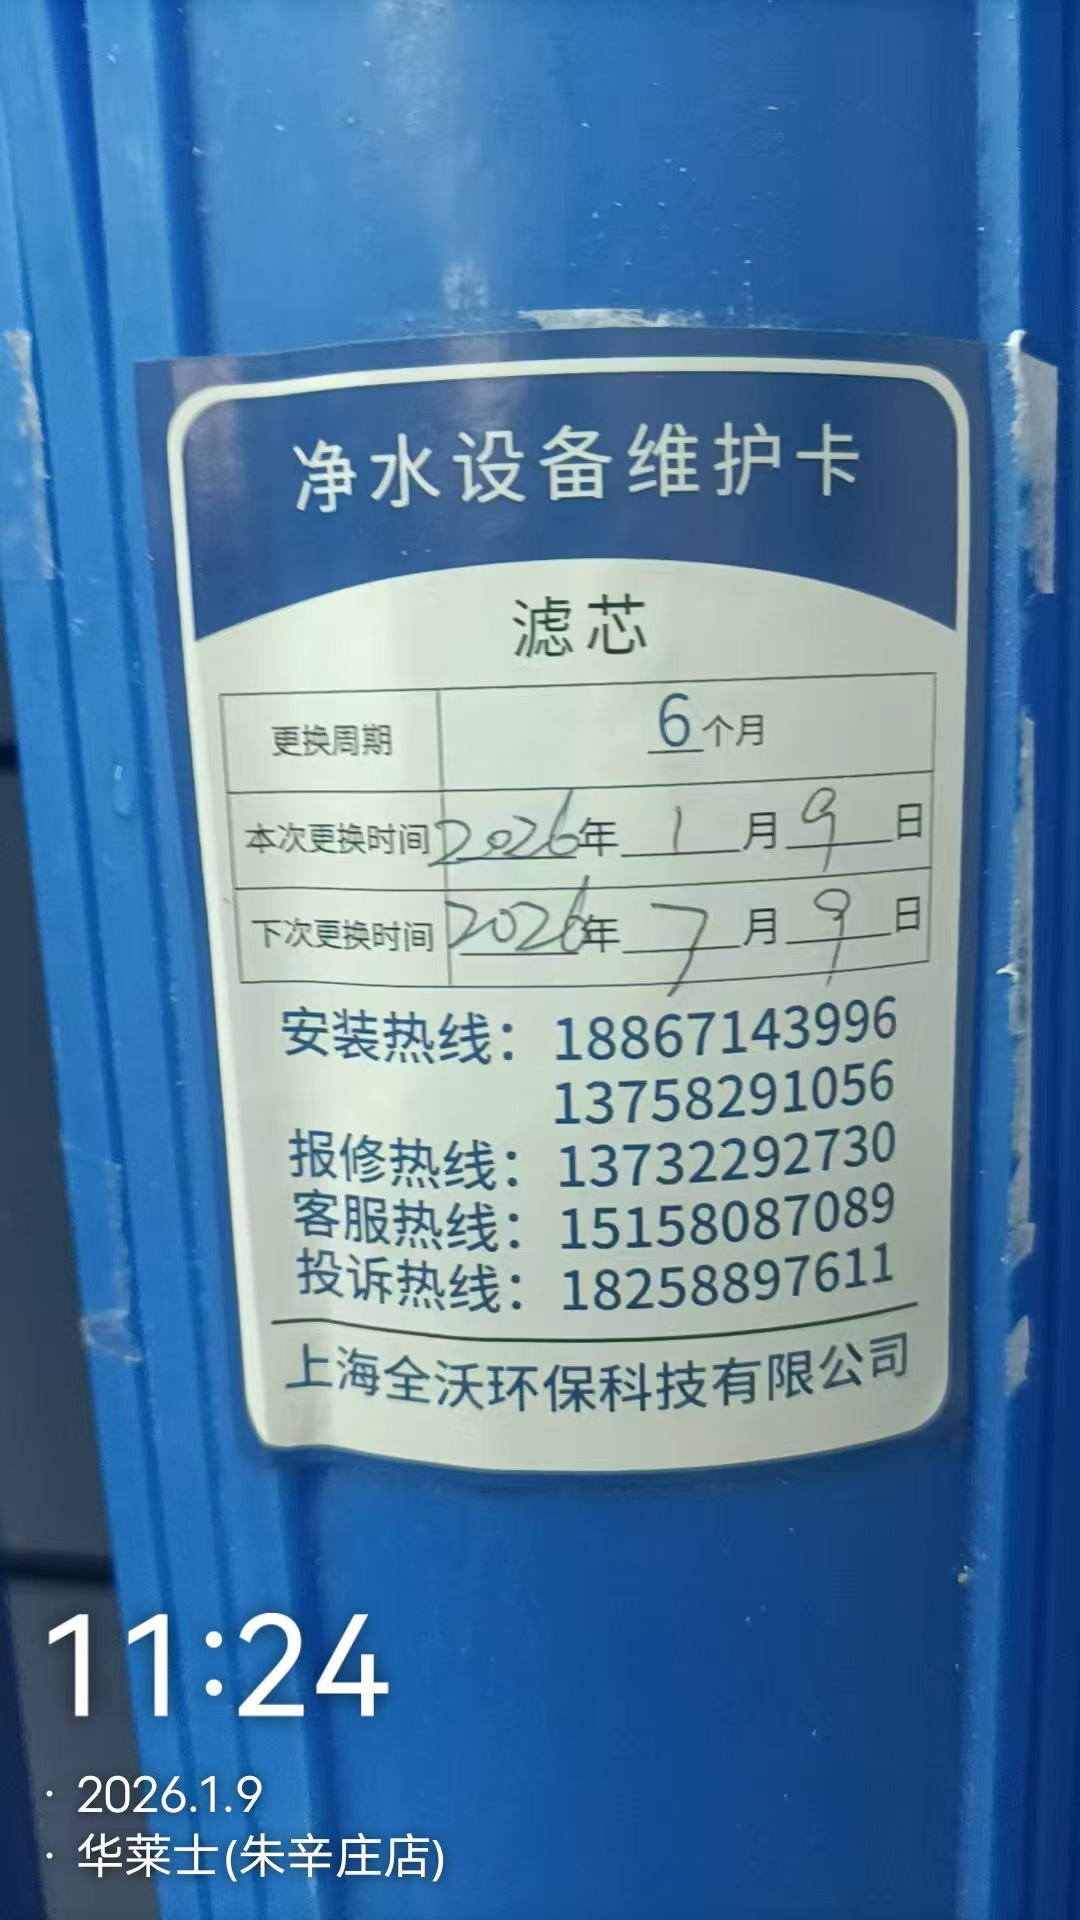 净水设备维护卡
滤芯
更换周期 6个月
本次更换时间 2026年1月9日
下次更换时间 2026年7月9日
安装热线：18867143996
13758291056
报修热线：13732292730
客服热线：15158087089
投诉热线：18258897611
上海全沃环保科技有限公司
11:24
· 2026.1.9
· 华莱士(朱辛庄店)